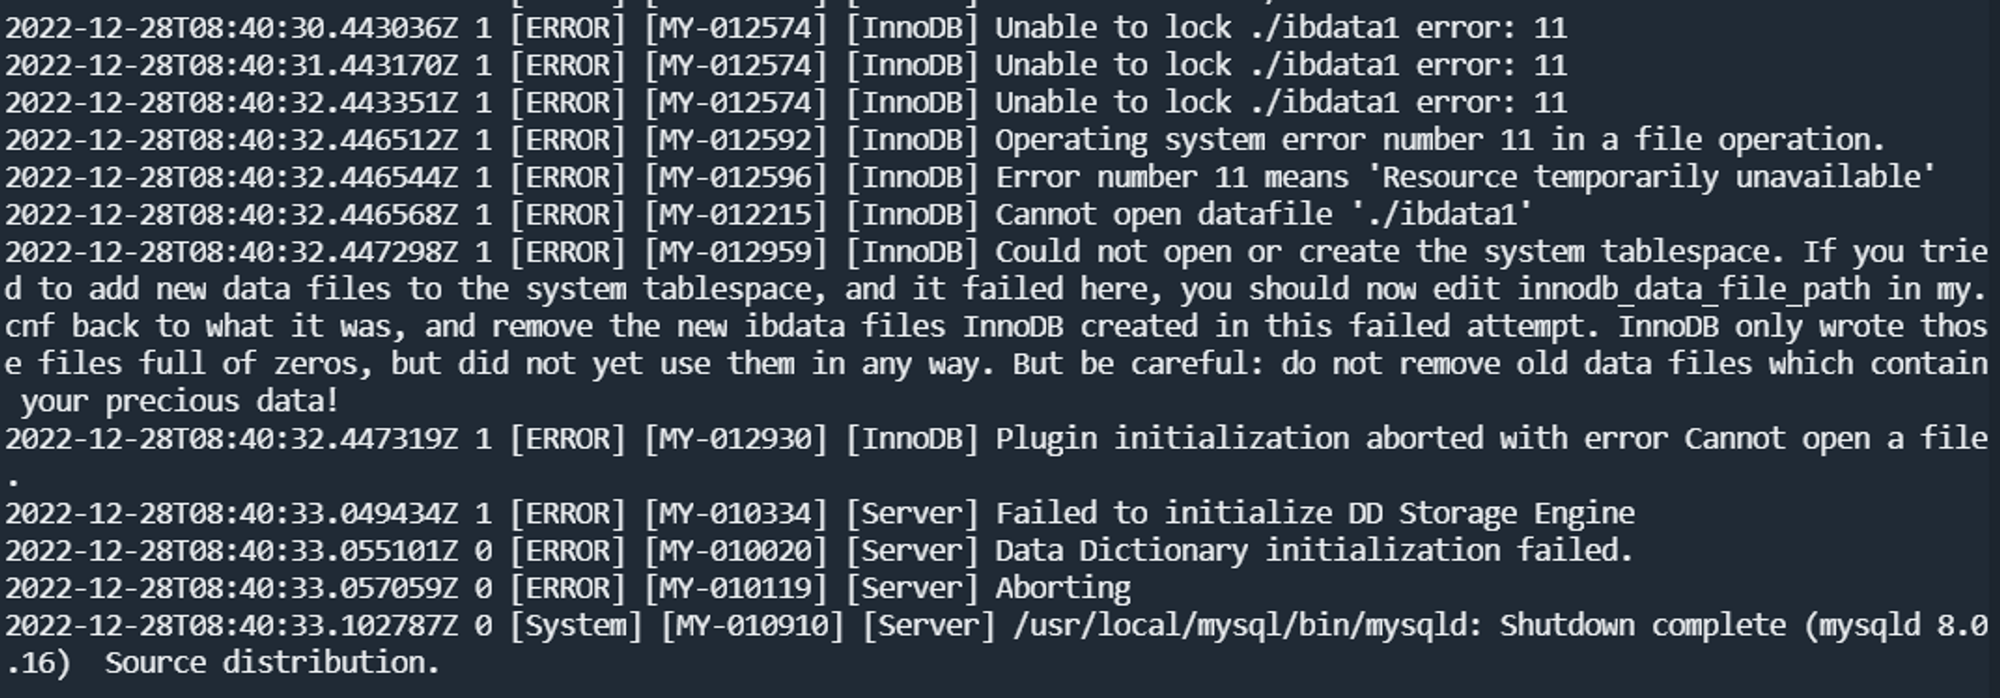 2022-12-28T08:40:30.443036Z 1 [ERROR] [MY-012574] [InnoDB] Unable to lock ./ibdata1 error: 11
2022-12-28T08:40:31.443170Z 1 [ERROR] [MY-012574] [InnoDB] Unable to lock ./ibdata1 error: 11
2022-12-28T08:40:32.443351Z 1 [ERROR] [MY-012574] [InnoDB] Unable to lock ./ibdata1 error: 11
2022-12-28T08:40:32.446512Z 1 [ERROR] [MY-012592] [InnoDB] Operating system error number 11 in a file operation.
2022-12-28T08:40:32.446544Z 1 [ERROR] [MY-012596] [InnoDB] Error number 11 means 'Resource temporarily unavailable'
2022-12-28T08:40:32.446568Z 1 [ERROR] [MY-012215] [InnoDB] Cannot open datafile './ibdata1'
2022-12-28T08:40:32.447298Z 1 [ERROR] [MY-012959] [InnoDB] Could not open or create the system tablespace. If you trie
d to add new data files to the system tablespace, and it failed here, you should now edit innodb_data_file_path in my.
cnf back to what it was, and remove the new ibdata files InnoDB created in this failed attempt. InnoDB only wrote thos
e files full of zeros, but did not yet use them in any way. But be careful: do not remove old data files which contain
 your precious data!
2022-12-28T08:40:32.447319Z 1 [ERROR] [MY-012930] [InnoDB] Plugin initialization aborted with error Cannot open a file
.
2022-12-28T08:40:33.049434Z 1 [ERROR] [MY-010334] [Server] Failed to initialize DD Storage Engine
2022-12-28T08:40:33.055101Z 0 [ERROR] [MY-010020] [Server] Data Dictionary initialization failed.
2022-12-28T08:40:33.057059Z 0 [ERROR] [MY-010119] [Server] Aborting
2022-12-28T08:40:33.102787Z 0 [System] [MY-010910] [Server] /usr/local/mysql/bin/mysqld: Shutdown complete (mysqld 8.0
.16)  Source distribution.